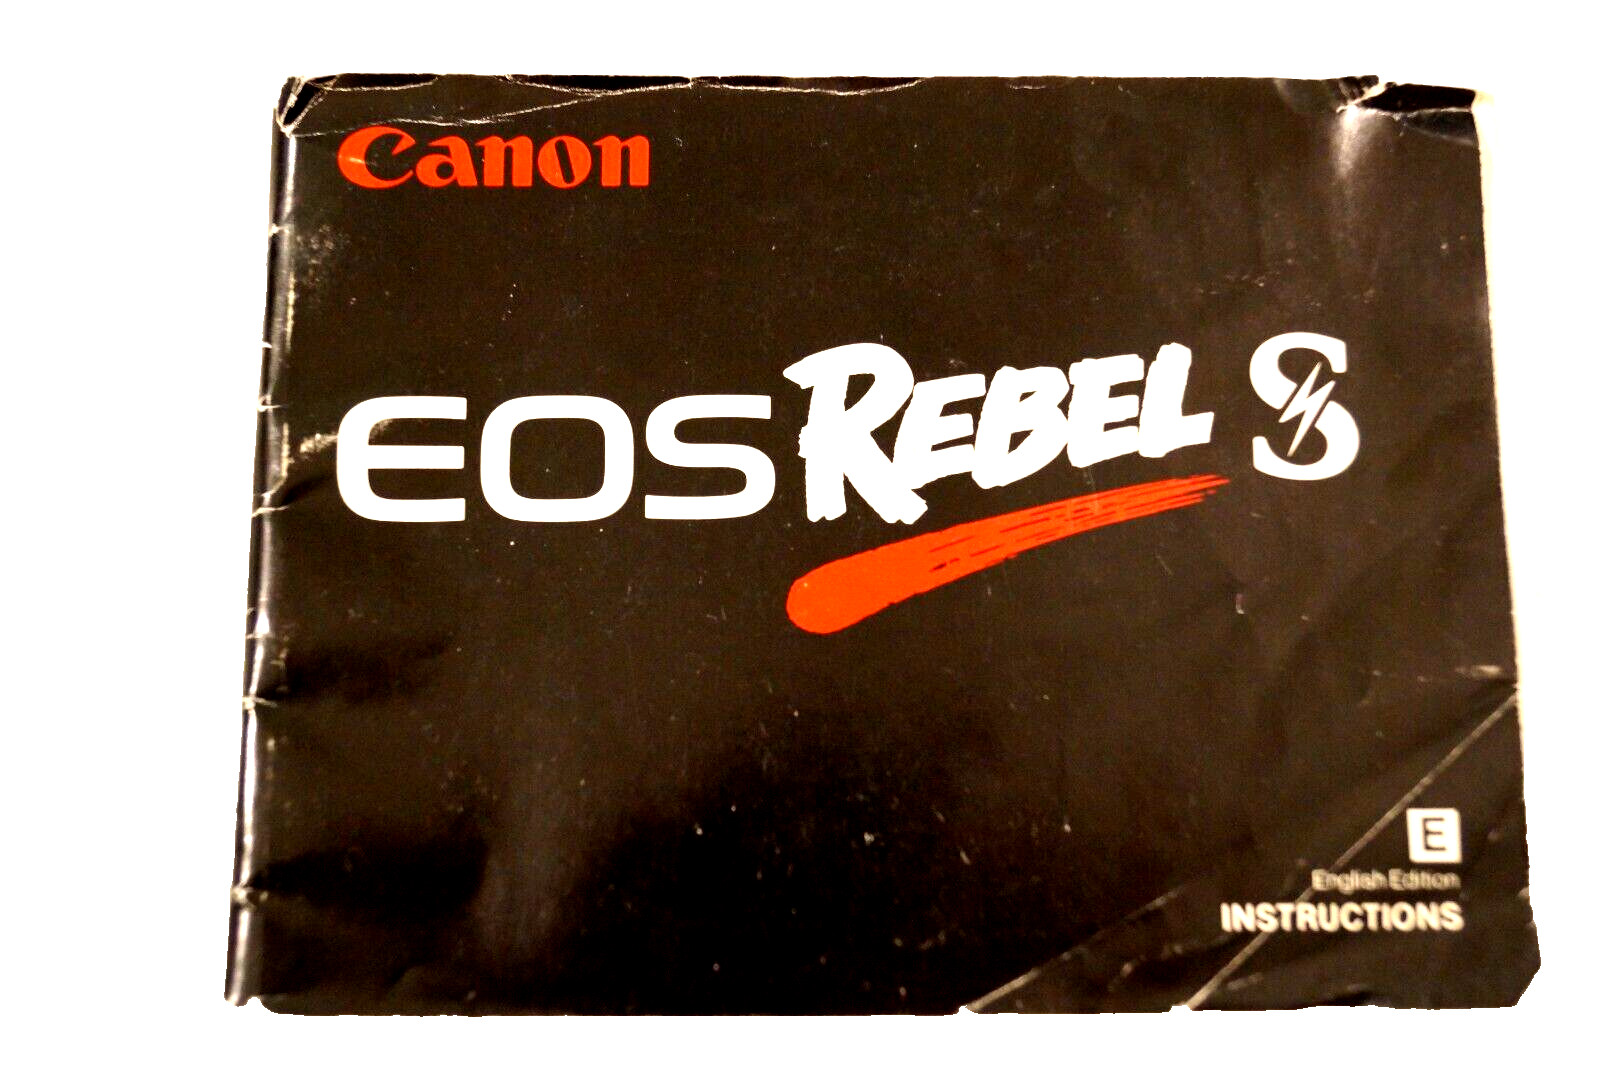 Canon
EOS REBEL S
E
English Edition
INSTRUCTIONS